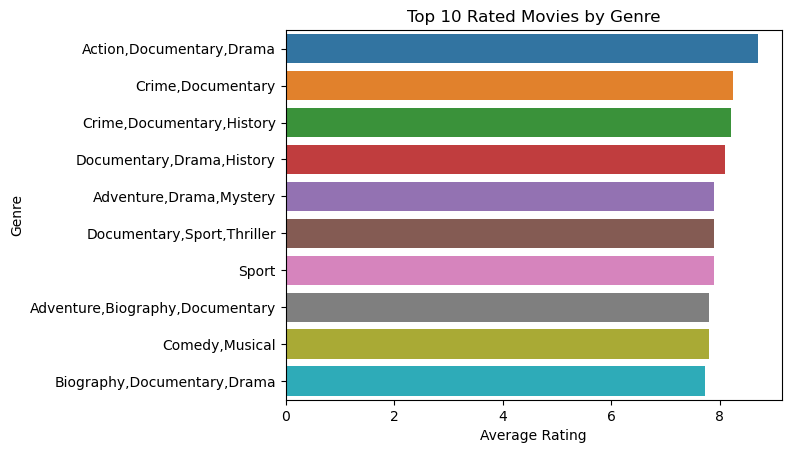 Top 10 Rated Movies by Genre
Genre
Action,Documentary,Drama
Crime,Documentary
Crime,Documentary,History
Documentary,Drama,History
Adventure,Drama,Mystery
Documentary,Sport,Thriller
Sport
Adventure,Biography,Documentary
Comedy,Musical
Biography,Documentary,Drama
0 2 4 6 8
Average Rating